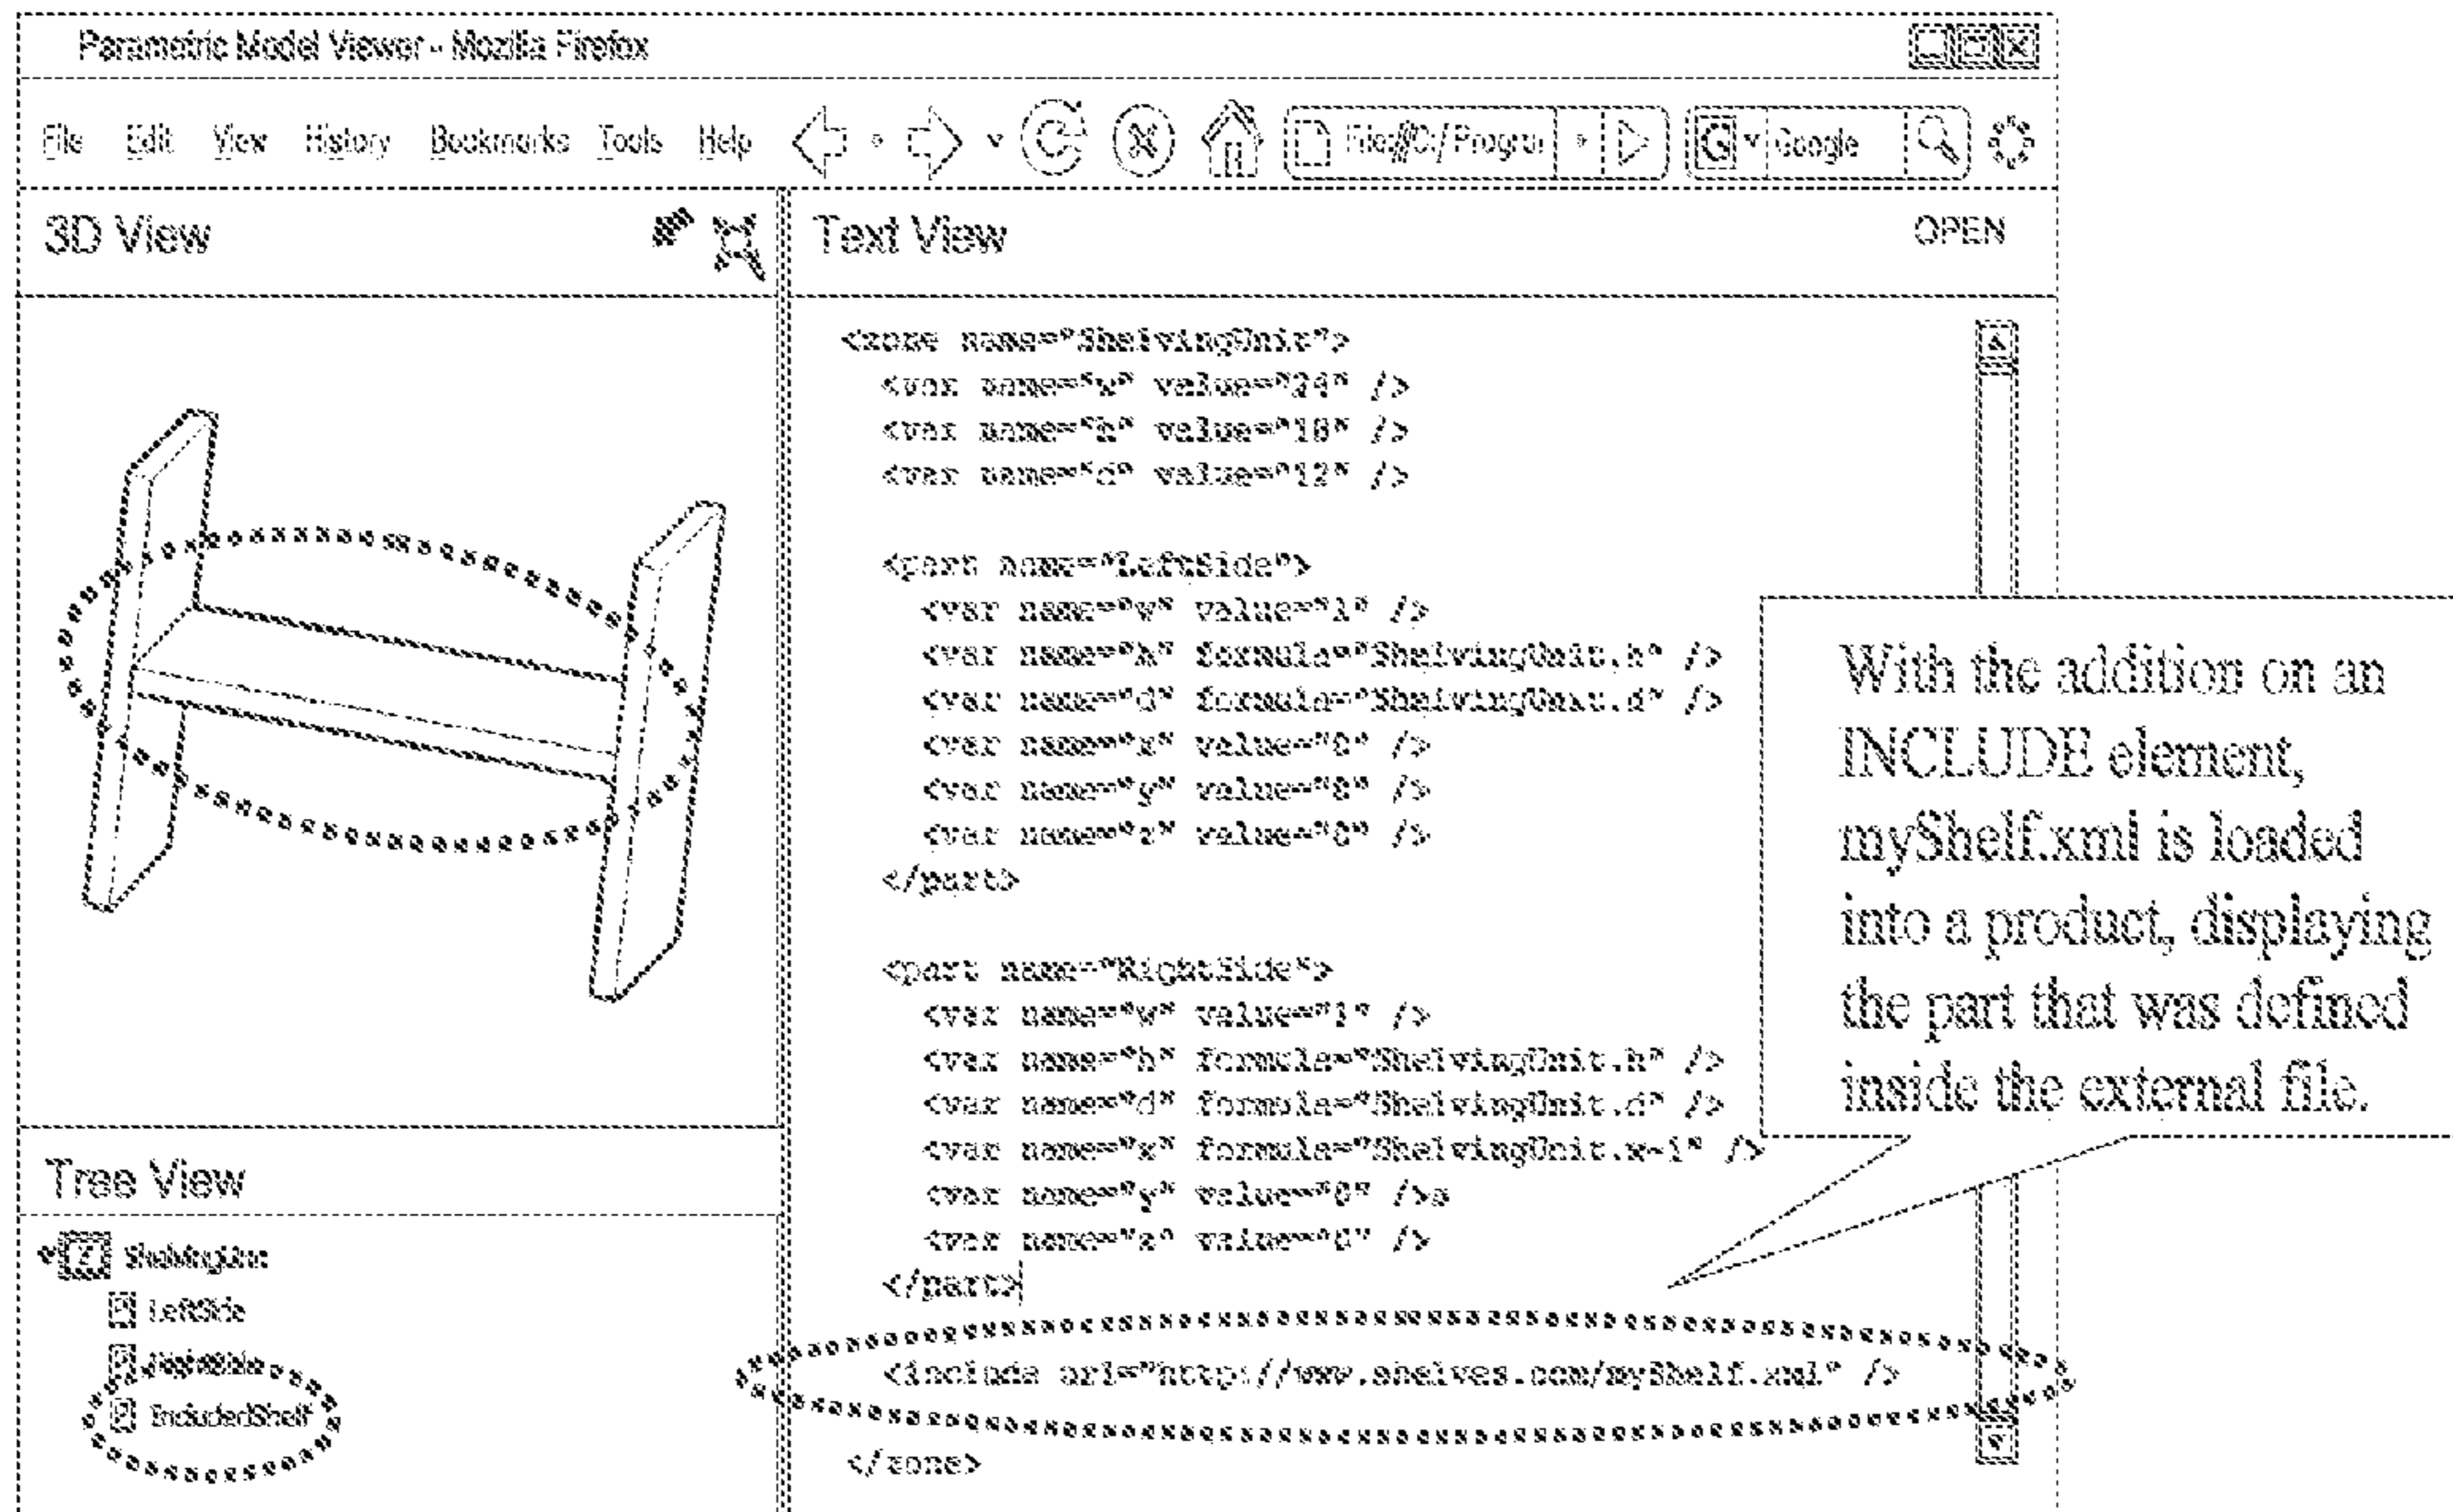 Parametric Model Viewer - Mozilla Firefox
File Edit View History Bookmarks Tools Help
File://C:/ Program
G Google
3D View
Text View
OPEN
<zone name="ShelvingUnit">
<var name="w" value="24" />
<var name="h" value="18" />
<var name="d" value="12" />
<part name="LeftSide">
<var name="w" value="1" />
<var name="h" formula="ShelvingUnit.h" />
<var name="d" formula="ShelvingUnit.d" />
<var name="x" value="0" />
<var name="y" value="0" />
<var name="z" value="0" />
</part>
<part name="RightSide">
<var name="w" value="1" />
<var name="h" formula="ShelvingUnit.h" />
<var name="d" formula="ShelvingUnit.d" />
<var name="x" formula="ShelvingUnit.w-1" />
<var name="y" value="0" />s
<var name="z" value="0" />
</part>
<include uri="http://www.shelves.com/myShelf.xml" />
</zone>
With the addition on an
INCLUDE element,
myShelf.xml is loaded
into a product, displaying
the part that was defined
inside the external file.
Tree View
Z ShelvingUnit
P LeftSide
P RightSide
P IncludedShelf